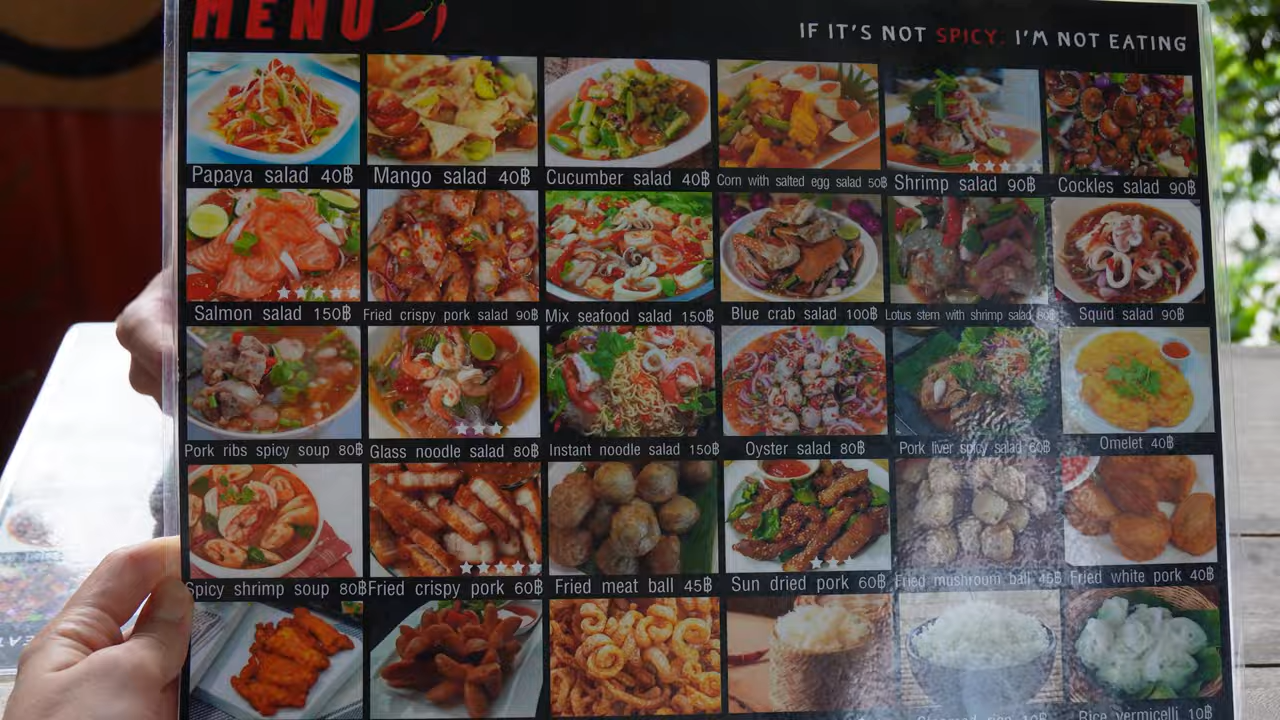 MENU
IF IT'S NOT SPICY. I'M NOT EATING
Papaya salad 40฿
Mango salad 40฿
Cucumber salad 40฿
Corn with salted egg salad 50฿
Shrimp salad 90฿
Cockles salad 90฿
Salmon salad 150฿
Fried crispy pork salad 90฿
Mix seafood salad 150฿
Blue crab salad 100฿
Lotus stem with shrimp salad 80฿
Squid salad 90฿
Pork ribs spicy soup 80฿
Glass noodle salad 80฿
Instant noodle salad 150฿
Oyster salad 80฿
Pork liver spicy salad 60฿
Omelet 40฿
Spicy shrimp soup 80฿
Fried crispy pork 60฿
Fried meat ball 45฿
Sun dried pork 60฿
Fried mushroom ball 45฿
Fried white pork 40฿
rice 10฿
Rice vermicelli 10฿